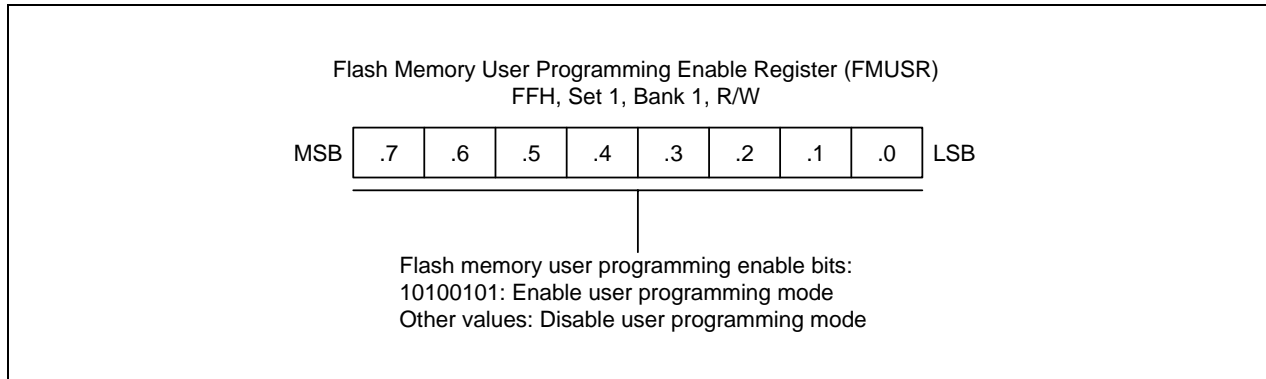 Flash Memory User Programming Enable Register (FMUSR)
FFH, Set 1, Bank 1, R/W
MSB .7 .6 .5 .4 .3 .2 .1 .0 LSB
Flash memory user programming enable bits:
10100101: Enable user programming mode
Other values: Disable user programming mode